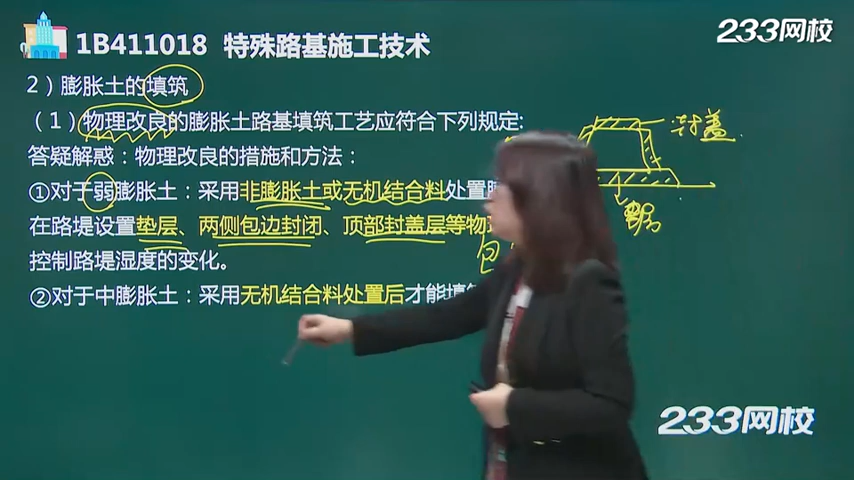 1B411018 特殊路基施工技术
233网校
2）膨胀土的填筑
（1）物理改良的膨胀土路基填筑工艺应符合下列规定:
封盖
答疑解惑：物理改良的措施和方法：
①对于弱膨胀土：采用非膨胀土或无机结合料处置
在路堤设置垫层、两侧包边封闭、顶部封盖层等物
垫层
包
控制路堤湿度的变化。
②对于中膨胀土：采用无机结合料处置后才能填
233网校